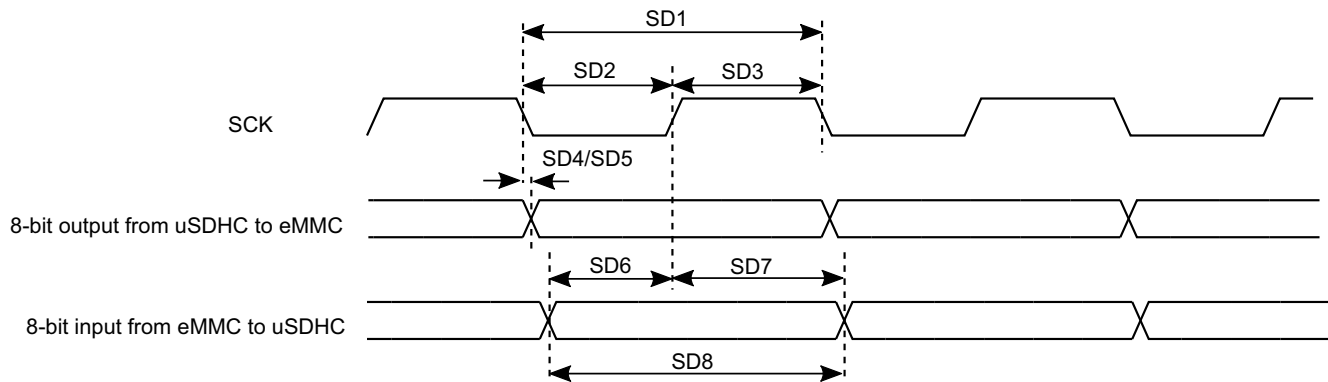 SD1
SD2
SD3
SCK
SD4/SD5
8-bit output from uSDHC to eMMC
SD6
SD7
8-bit input from eMMC to uSDHC
SD8